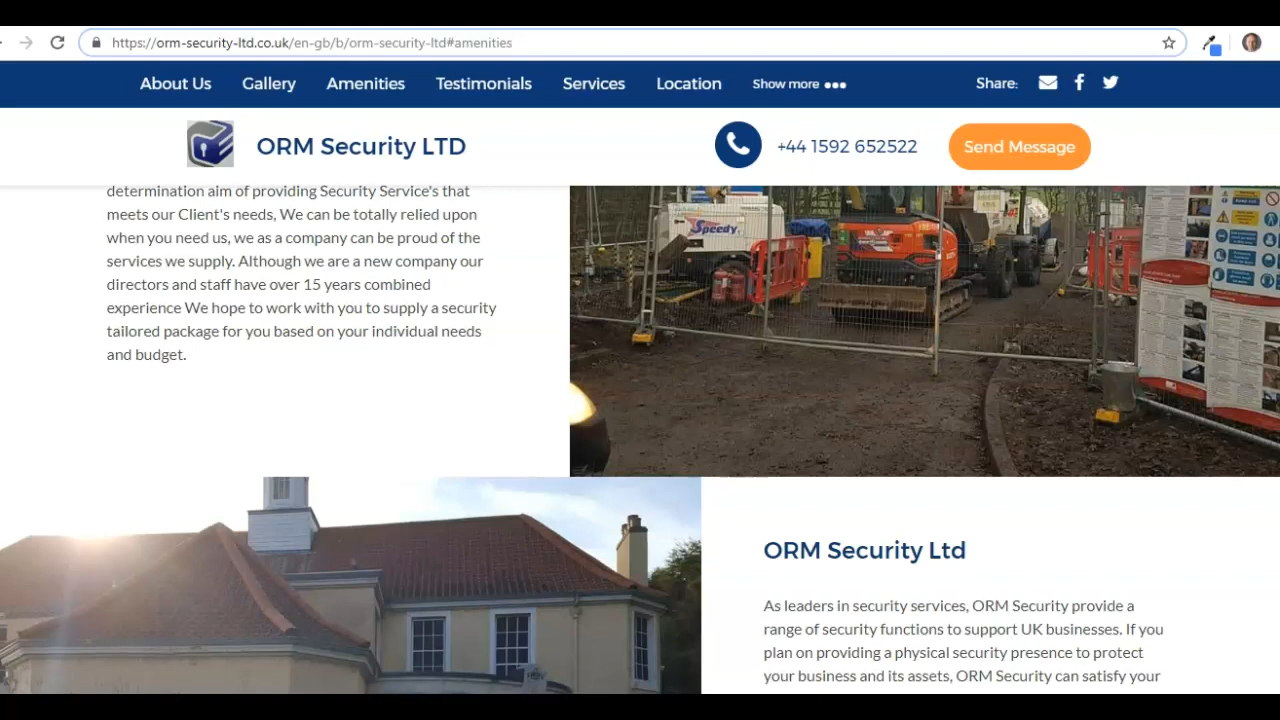 https://orm-security-ltd.co.uk/en-gb/b/orm-security-ltd#amenities
About Us Gallery Amenities Testimonials Services Location Show more Share:
ORM Security LTD +44 1592 652522 Send Message
determination aim of providing Security Service's that
meets our Client's needs, We can be totally relied upon
when you need us, we as a company can be proud of the
services we supply. Although we are a new company our
directors and staff have over 15 years combined
experience We hope to work with you to supply a security
tailored package for you based on your individual needs
and budget.
Speedy
ORM Security Ltd
As leaders in security services, ORM Security provide a
range of security functions to support UK businesses. If you
plan on providing a physical security presence to protect
your business and its assets, ORM Security can satisfy your